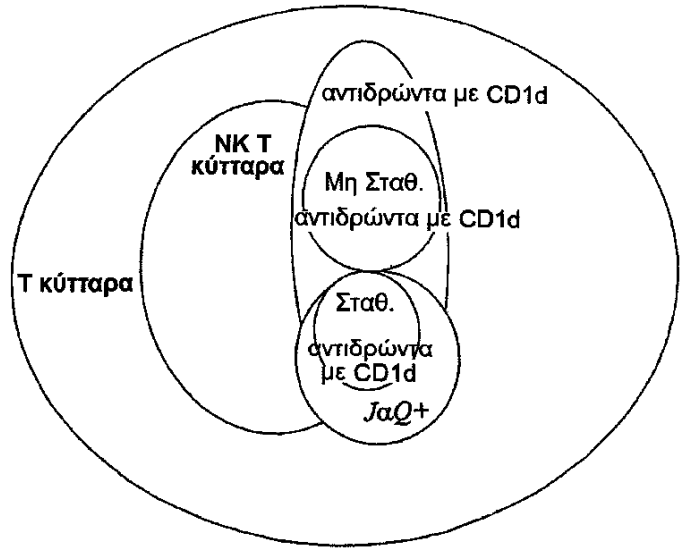 αντιδρώντα με CD1d
NK T
κύτταρα
Μη Σταθ.
αντιδρώντα με CD1d
Τ κύτταρα
Σταθ.
αντιδρώντα
με CD1d
JαQ+